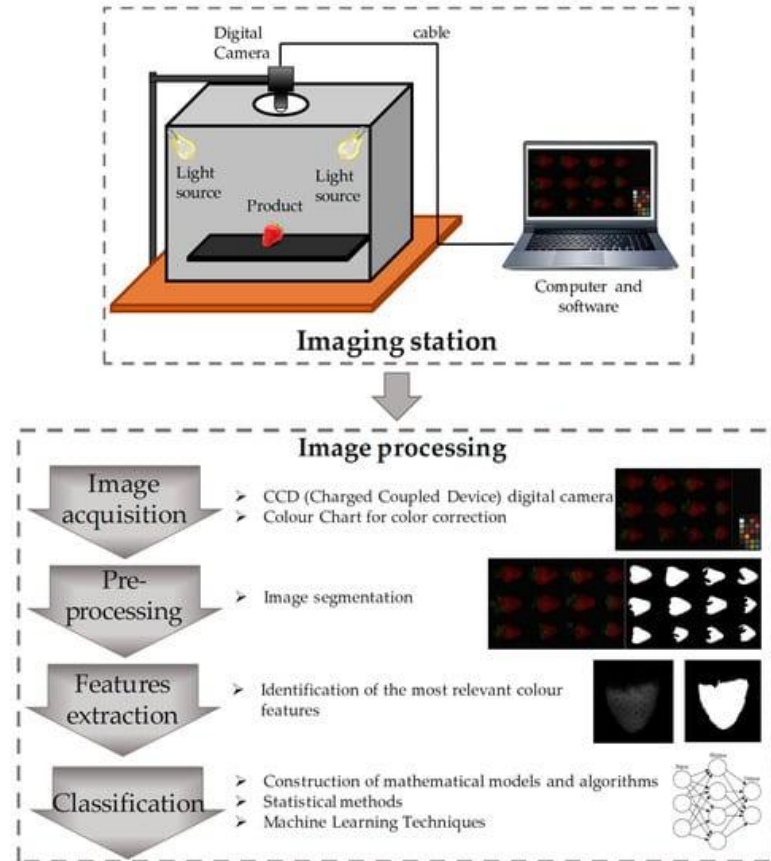 Digital
Camera
cable
Light
source
Light
source
Product
Computer and
software
Imaging station
Image processing
Image
acquisition
➢ CCD (Charged Coupled Device) digital camera
➢ Colour Chart for color correction
Pre-
processing
➢ Image segmentation
Features
extraction
➢ Identification of the most relevant colour
features
Classification
➢ Construction of mathematical models and algorithms
➢ Statistical methods
➢ Machine Learning Techniques